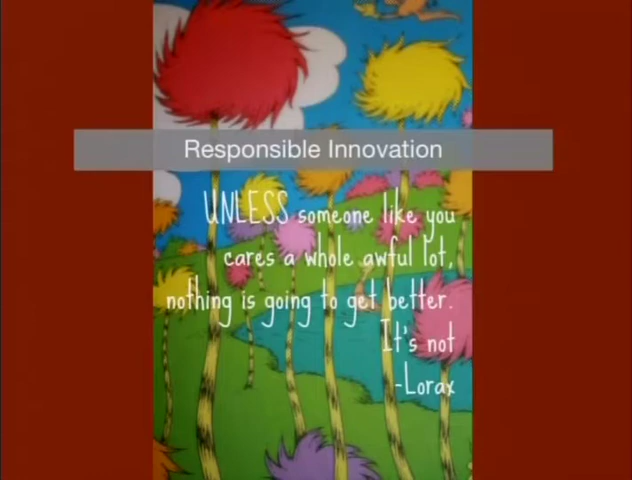 Responsible Innovation
UNLESS someone like you
cares a whole awful lot,
nothing is going to get better.
It's not
-Lorax